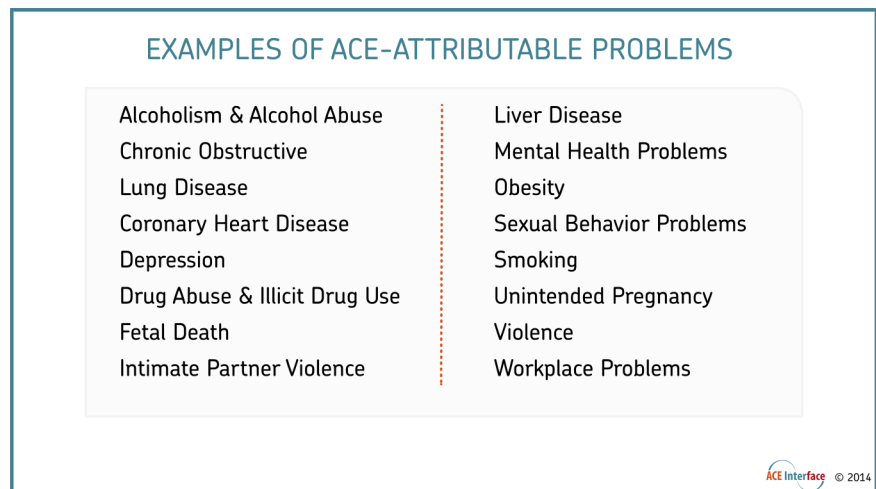 EXAMPLES OF ACE-ATTRIBUTABLE PROBLEMS
Alcoholism & Alcohol Abuse
Chronic Obstructive
Lung Disease
Coronary Heart Disease
Depression
Drug Abuse & Illicit Drug Use
Fetal Death
Intimate Partner Violence
Liver Disease
Mental Health Problems
Obesity
Sexual Behavior Problems
Smoking
Unintended Pregnancy
Violence
Workplace Problems
ACE Interface © 2014